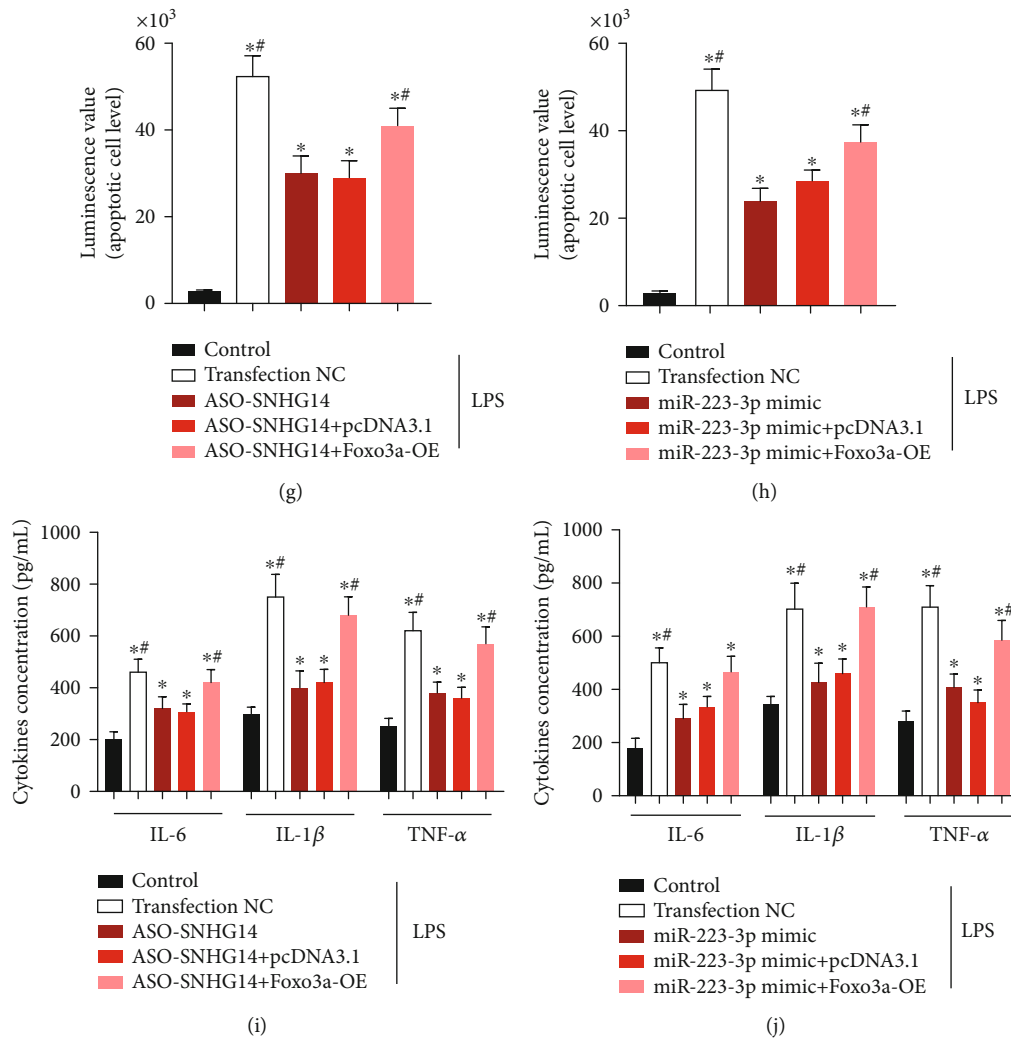 ×10³
60
40
20
0
Luminescence value
(apoptotic cell level)
*#
*
*
*#
Control
Transfection NC
ASO-SNHG14
ASO-SNHG14+pcDNA3.1
ASO-SNHG14+Foxo3a-OE
LPS
(g)
×10³
60
40
20
0
Luminescence value
(apoptotic cell level)
*#
*
*
*#
Control
Transfection NC
miR-223-3p mimic
miR-223-3p mimic+pcDNA3.1
miR-223-3p mimic+Foxo3a-OE
LPS
(h)
1000
800
600
400
200
0
Cytokines concentration (pg/mL)
*#
*
*
*#
*#
*
*
*#
*#
*
*
*#
IL-6
IL-1β
TNF-α
Control
Transfection NC
ASO-SNHG14
ASO-SNHG14+pcDNA3.1
ASO-SNHG14+Foxo3a-OE
LPS
(i)
1000
800
600
400
200
0
Cytokines concentration (pg/mL)
*#
*
*
*
*#
*
*
*#
*#
*
*
*#
IL-6
IL-1β
TNF-α
Control
Transfection NC
miR-223-3p mimic
miR-223-3p mimic+pcDNA3.1
miR-223-3p mimic+Foxo3a-OE
LPS
(j)